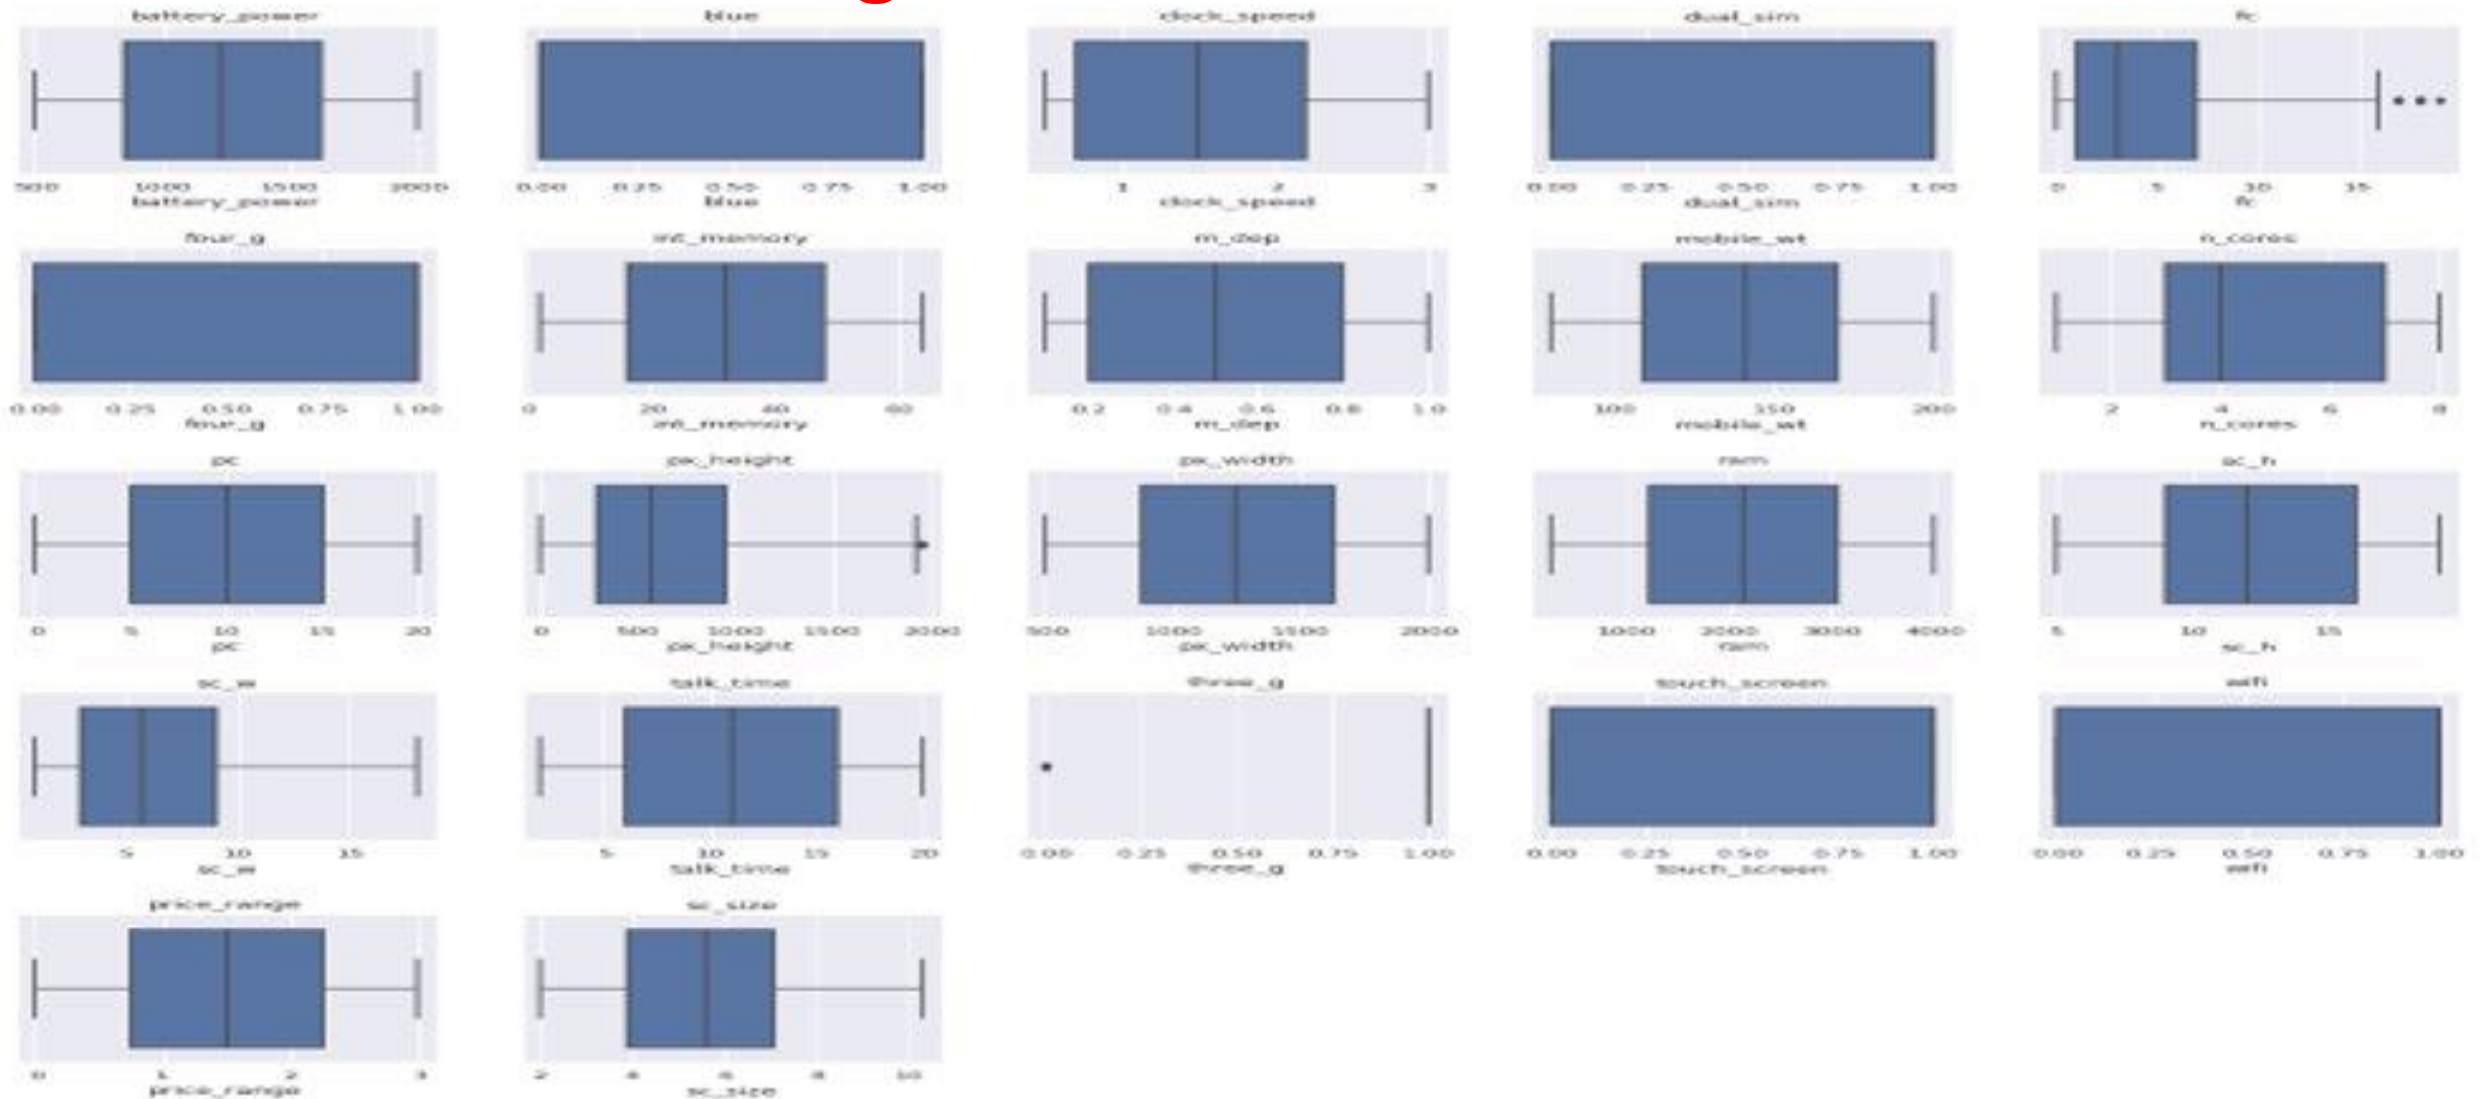 battery_power blue clock_speed dual_sim fc
500 1000 1500 2000 0.00 0.25 0.50 0.75 1.00 1 2 3 0.00 0.25 0.50 0.75 1.00 0 5 10 15
battery_power blue clock_speed dual_sim fc
four_g int_memory m_dep mobile_wt n_cores
0.00 0.25 0.50 0.75 1.00 0 20 40 60 0.2 0.4 0.6 0.8 1.0 100 150 200 2 4 6 8
four_g int_memory m_dep mobile_wt n_cores
pc px_height px_width ram sc_h
0 5 10 15 20 0 500 1000 1500 2000 500 1000 1500 2000 1000 2000 3000 4000 5 10 15
pc px_height px_width ram sc_h
sc_w talk_time three_g touch_screen wifi
5 10 15 5 10 15 20 0.00 0.25 0.50 0.75 1.00 0.00 0.25 0.50 0.75 1.00 0.00 0.25 0.50 0.75 1.00
sc_w talk_time three_g touch_screen wifi
price_range sc_size
0 1 2 3 2 4 6 8 10
price_range sc_size